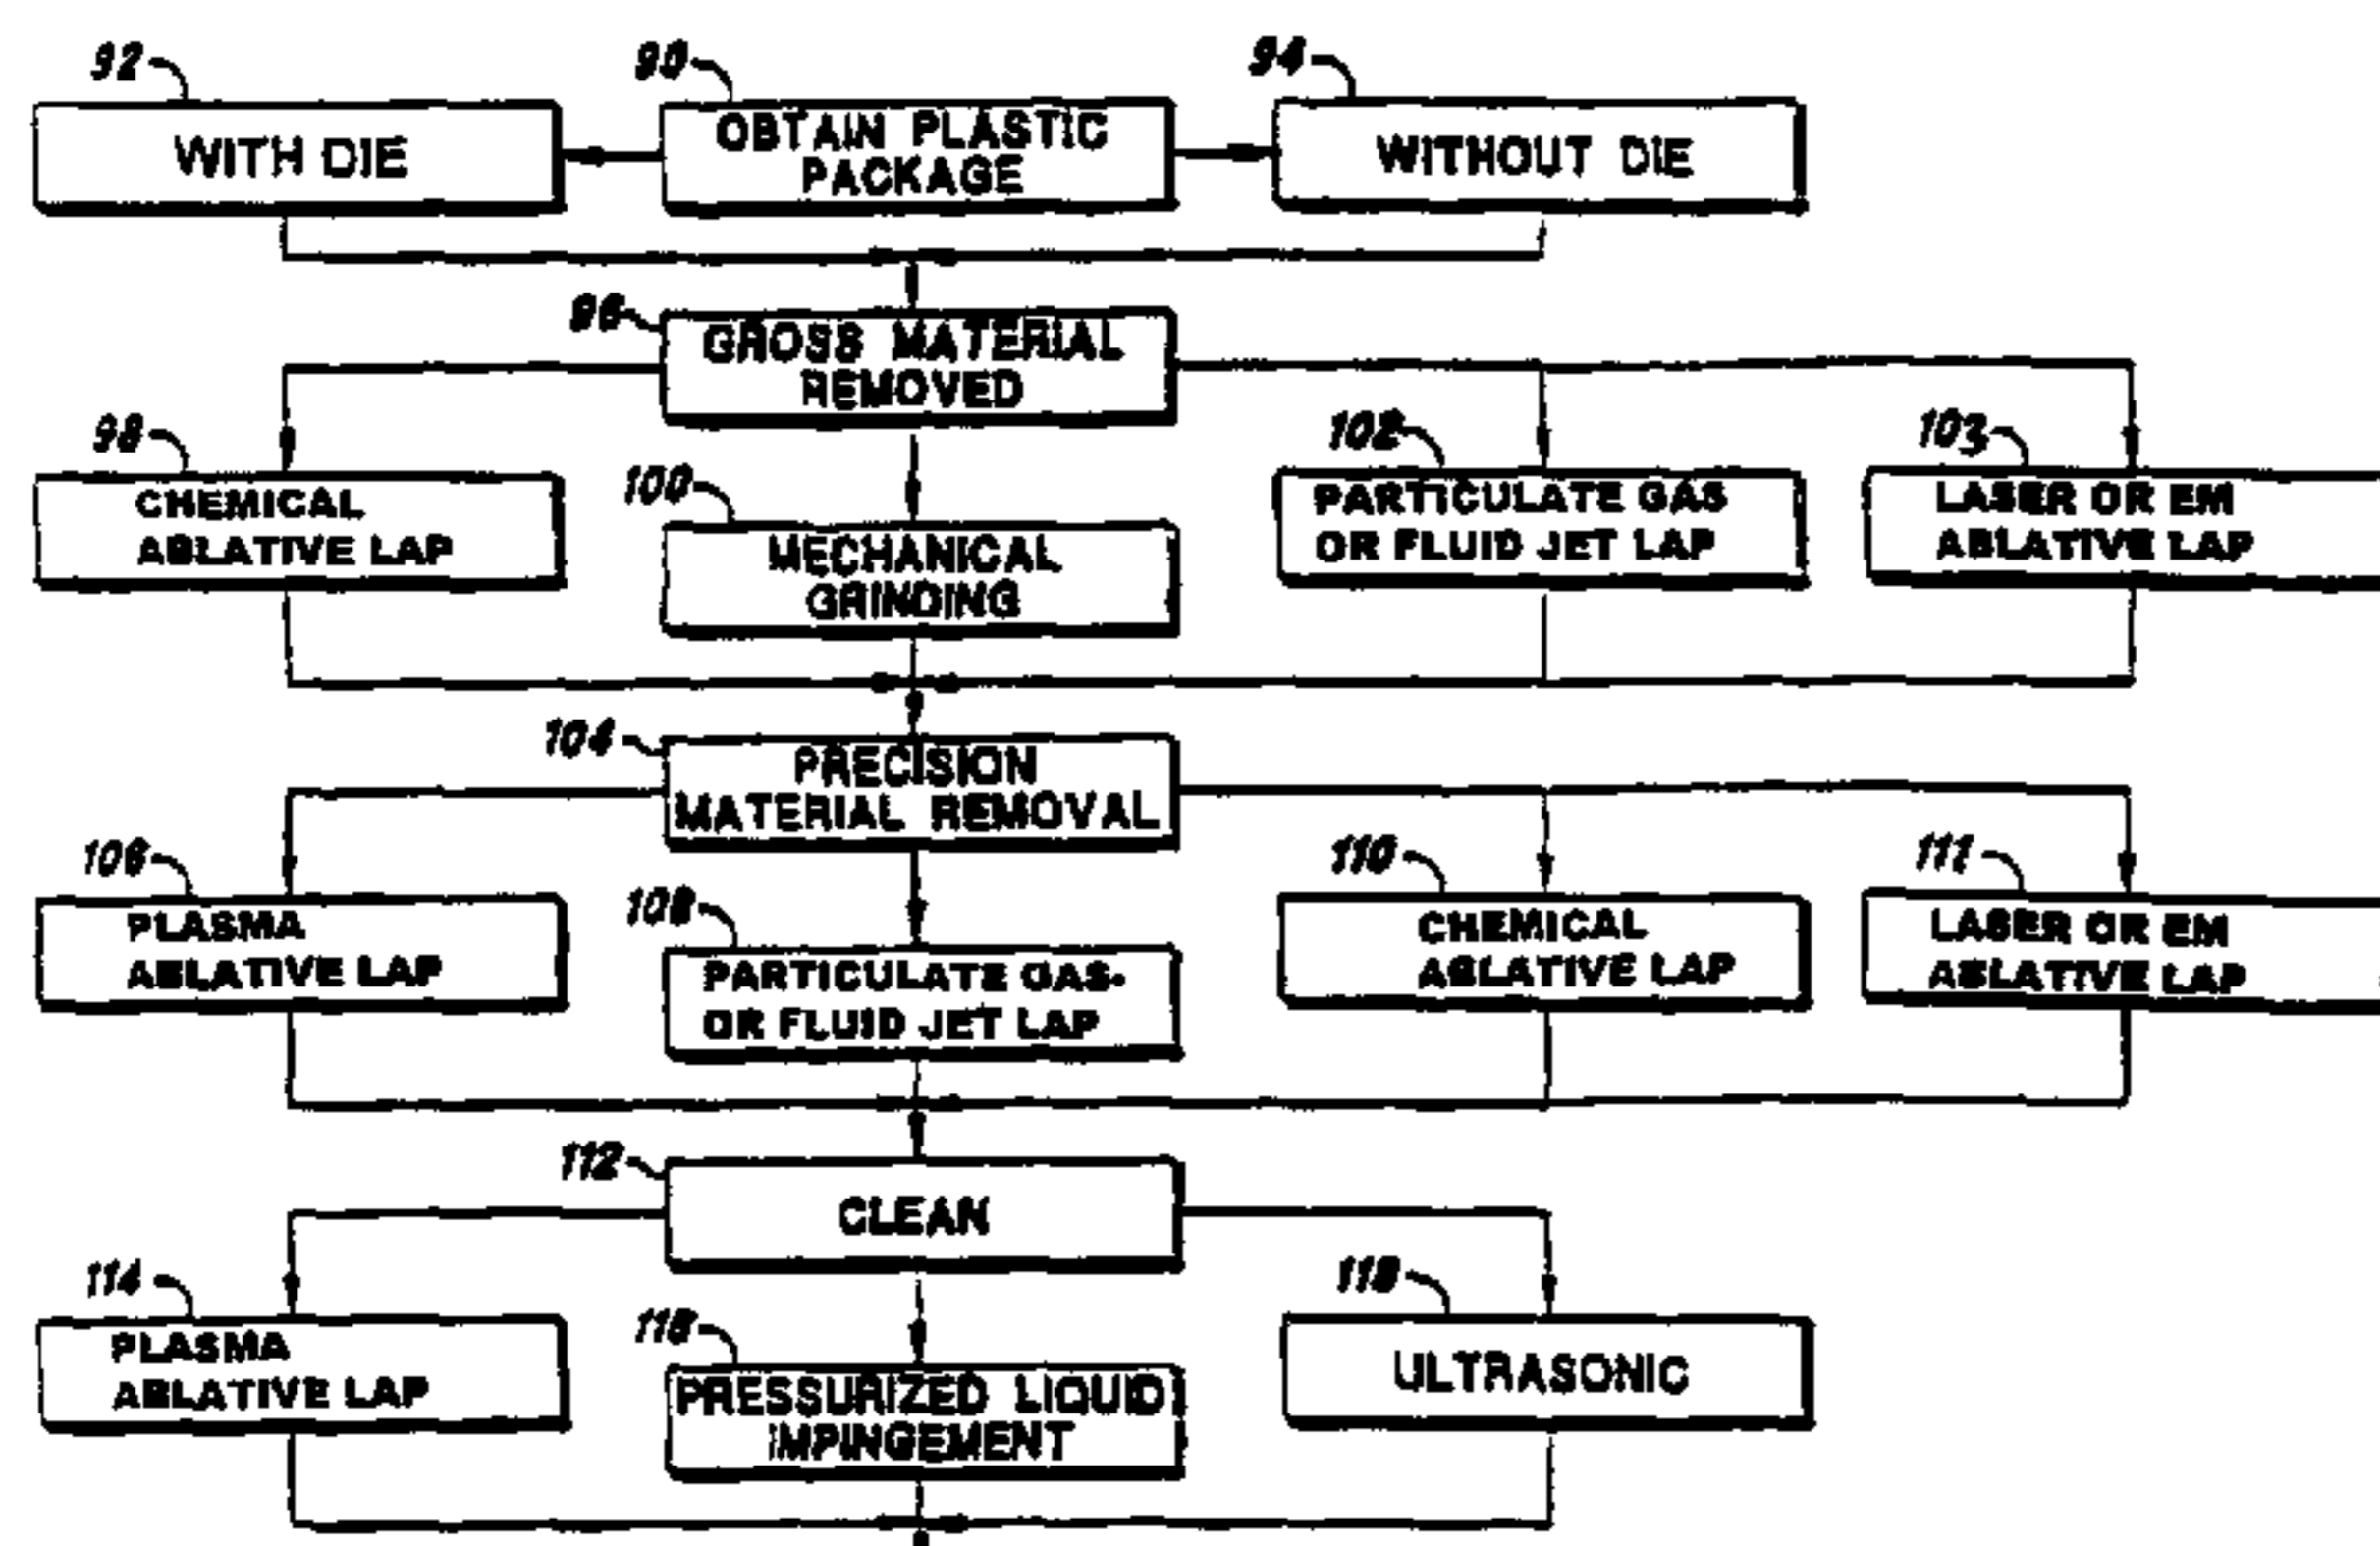 92
90
94
WITH DIE
OBTAIN PLASTIC
PACKAGE
WITHOUT DIE
96
GROSS MATERIAL
REMOVED
98
100
102
103
CHEMICAL
ABLATIVE LAP
MECHANICAL
GRINDING
PARTICULATE GAS
OR FLUID JET LAP
LASER OR EM
ABLATIVE LAP
104
PRECISION
MATERIAL REMOVAL
106
108
110
111
PLASMA
ABLATIVE LAP
PARTICULATE GAS-
OR FLUID JET LAP
CHEMICAL
ABLATIVE LAP
LASER OR EM
ABLATIVE LAP
112
CLEAN
114
PLASMA
ABLATIVE LAP
PRESSURIZED LIQUID
IMPINGEMENT
ULTRASONIC